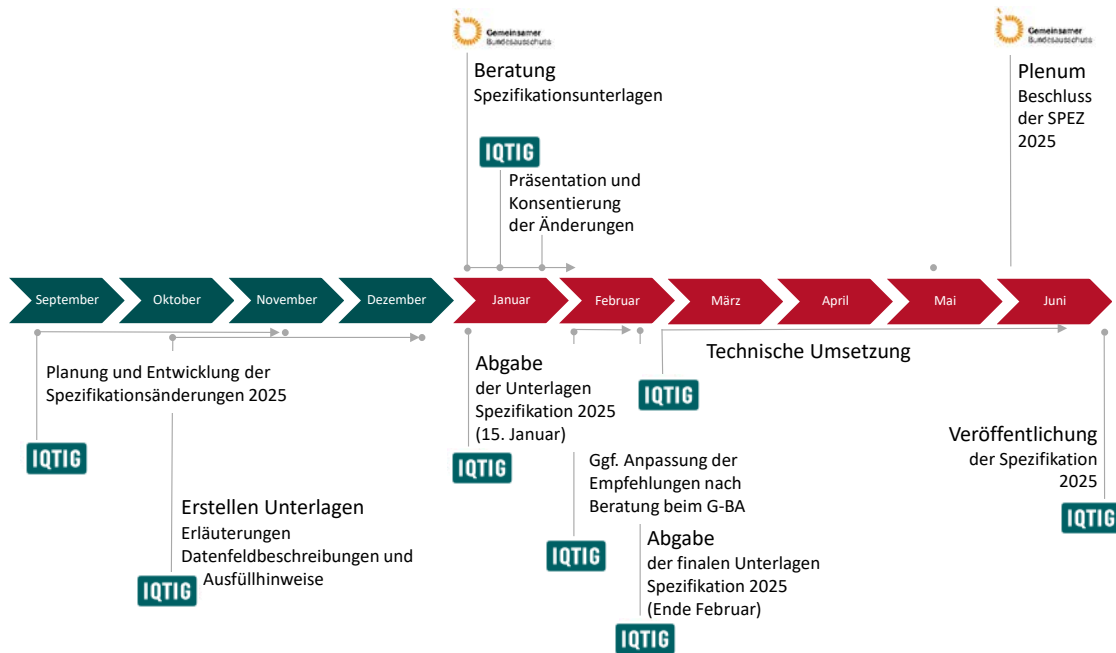 Gemeinsamer
Bundesausschuss
Gemeinsamer
Bundesausschuss
Beratung
Spezifikationsunterlagen
Plenum
Beschluss
der SPEZ
2025
IQTIG
Präsentation und
Konsentierung
der Änderungen
September
Oktober
November
Dezember
Januar
Februar
März
April
Mai
Juni
Planung und Entwicklung der
Spezifikationsänderungen 2025
IQTIG
Erstellen Unterlagen
Erläuterungen
Datenfeldbeschreibungen und
Ausfüllhinweise
IQTIG
Abgabe
der Unterlagen
Spezifikation 2025
(15. Januar)
IQTIG
Ggf. Anpassung der
Empfehlungen nach
Beratung beim G-BA
IQTIG
Abgabe
der finalen Unterlagen
Spezifikation 2025
(Ende Februar)
IQTIG
Technische Umsetzung
IQTIG
Veröffentlichung
der Spezifikation
2025
IQTIG